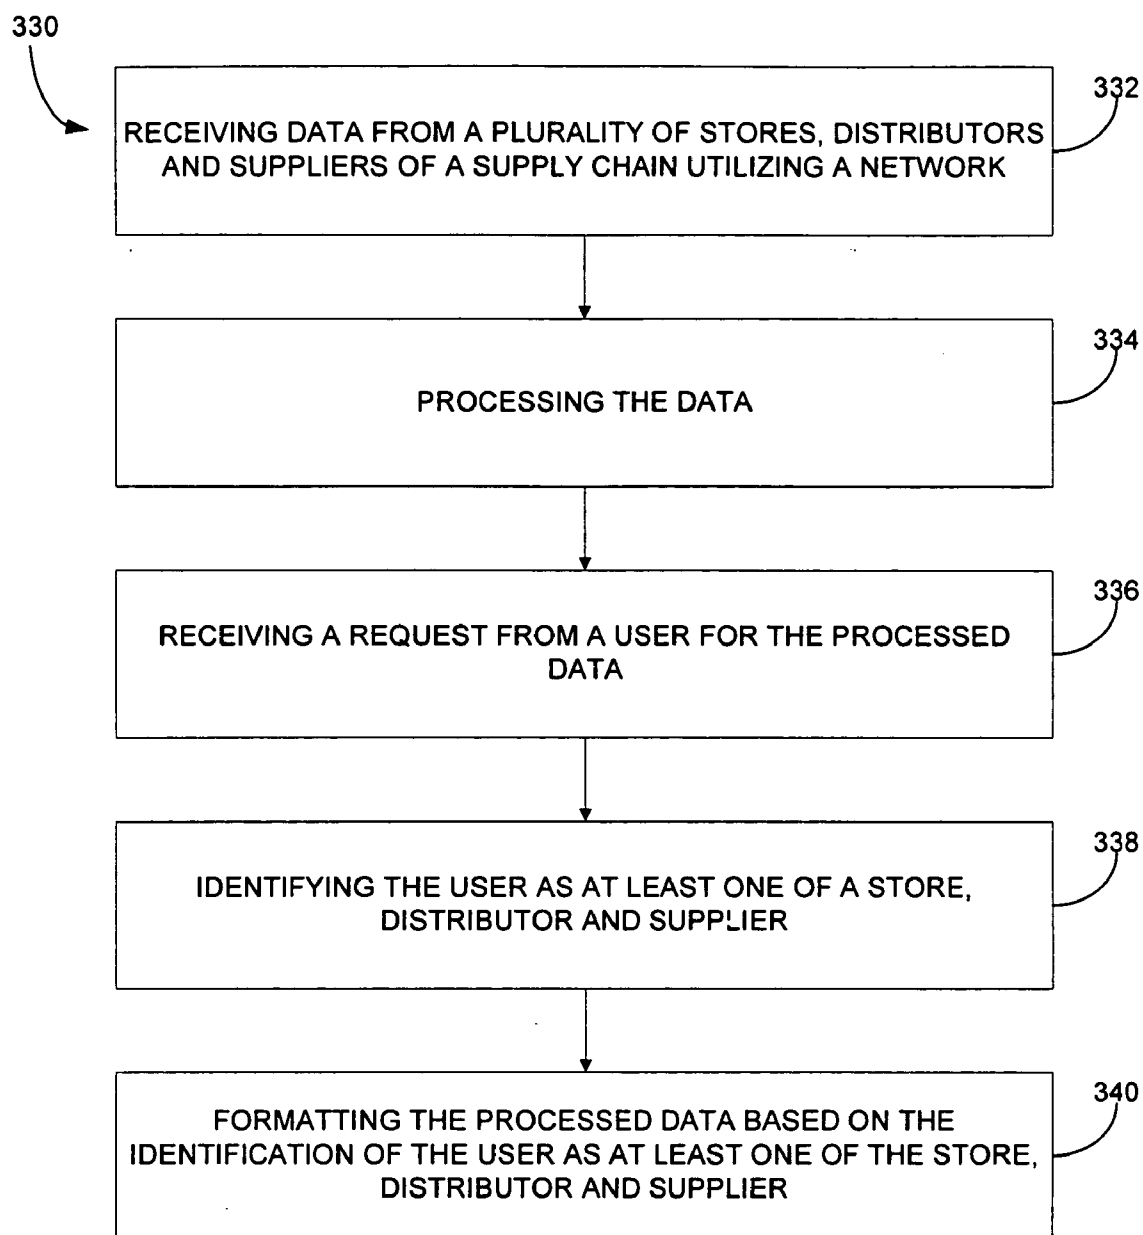 330
332
RECEIVING DATA FROM A PLURALITY OF STORES, DISTRIBUTORS
AND SUPPLIERS OF A SUPPLY CHAIN UTILIZING A NETWORK
334
PROCESSING THE DATA
336
RECEIVING A REQUEST FROM A USER FOR THE PROCESSED
DATA
338
IDENTIFYING THE USER AS AT LEAST ONE OF A STORE,
DISTRIBUTOR AND SUPPLIER
340
FORMATTING THE PROCESSED DATA BASED ON THE
IDENTIFICATION OF THE USER AS AT LEAST ONE OF THE STORE,
DISTRIBUTOR AND SUPPLIER